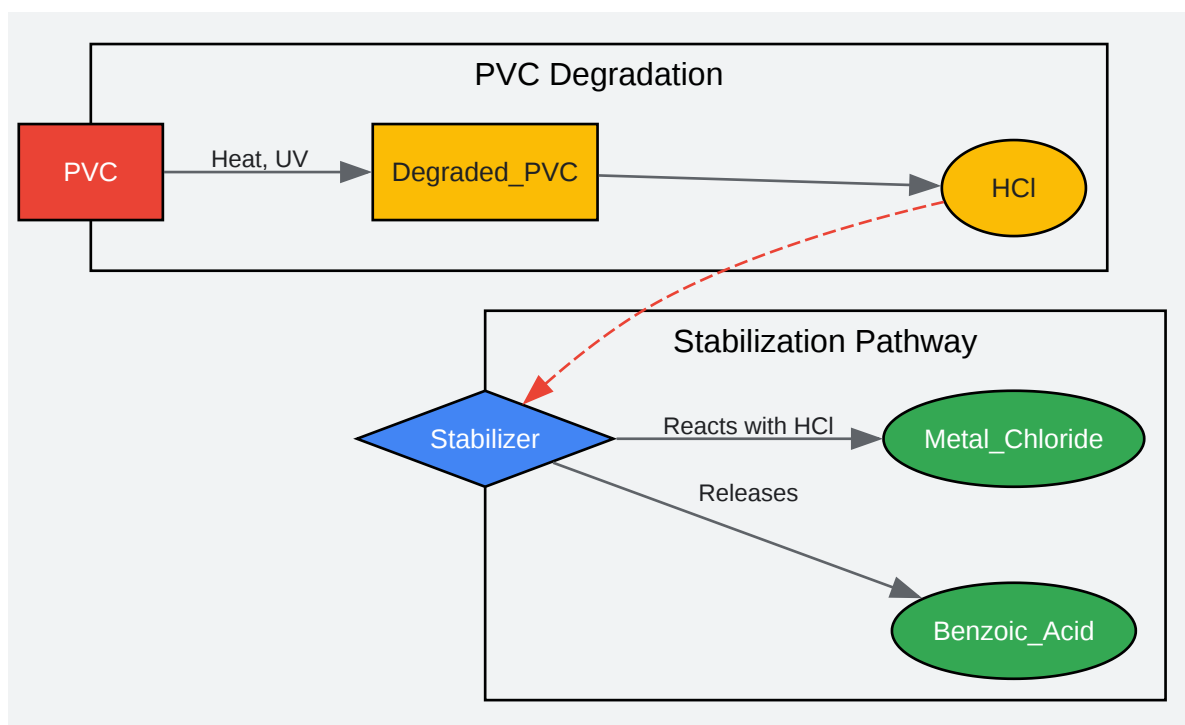 PVC Degradation
PVC
Heat, UV
Degraded_PVC
HCl
Stabilization Pathway
Stabilizer
Reacts with HCl
Metal_Chloride
Releases
Benzoic_Acid